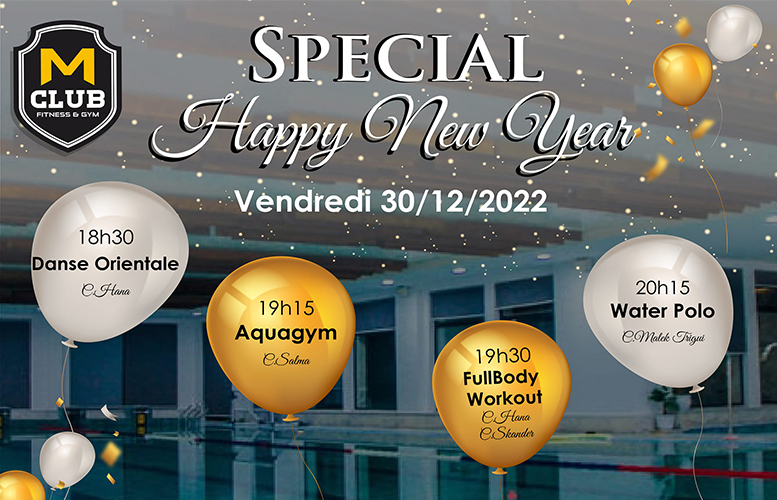 M
CLUB
FITNESS & GYM
SPECIAL
Happy New Year
Vendredi 30/12/2022
18h30
Danse Orientale
C.Hana
19h15
Aquagym
C.Salma
19h30
FullBody
Workout
C.Hana
C.Skander
20h15
Water Polo
C.Malek Trigui